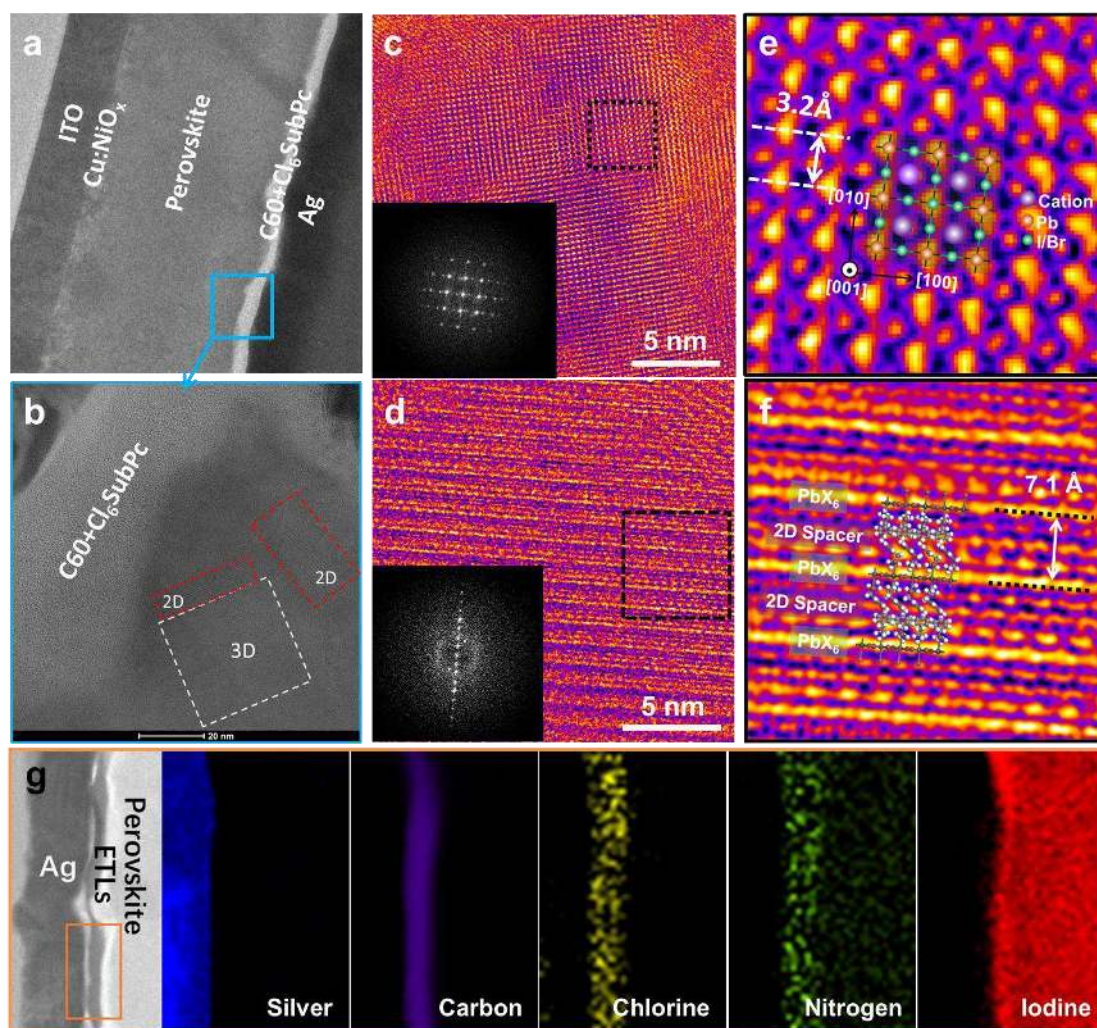 a
ITO
Cu:NiOₓ
Perovskite
C60+Cl₆SubPc
Ag
b
C60+Cl₆SubPc
2D
2D
3D
20 nm
c
5 nm
d
5 nm
e
3.2Å
[010]
[001]
[100]
Cation
Pb
I/Br
f
PbX₆
2D Spacer
PbX₆
2D Spacer
PbX₆
7.1 Å
g
Ag
ETLs
Perovskite
Silver
Carbon
Chlorine
Nitrogen
Iodine